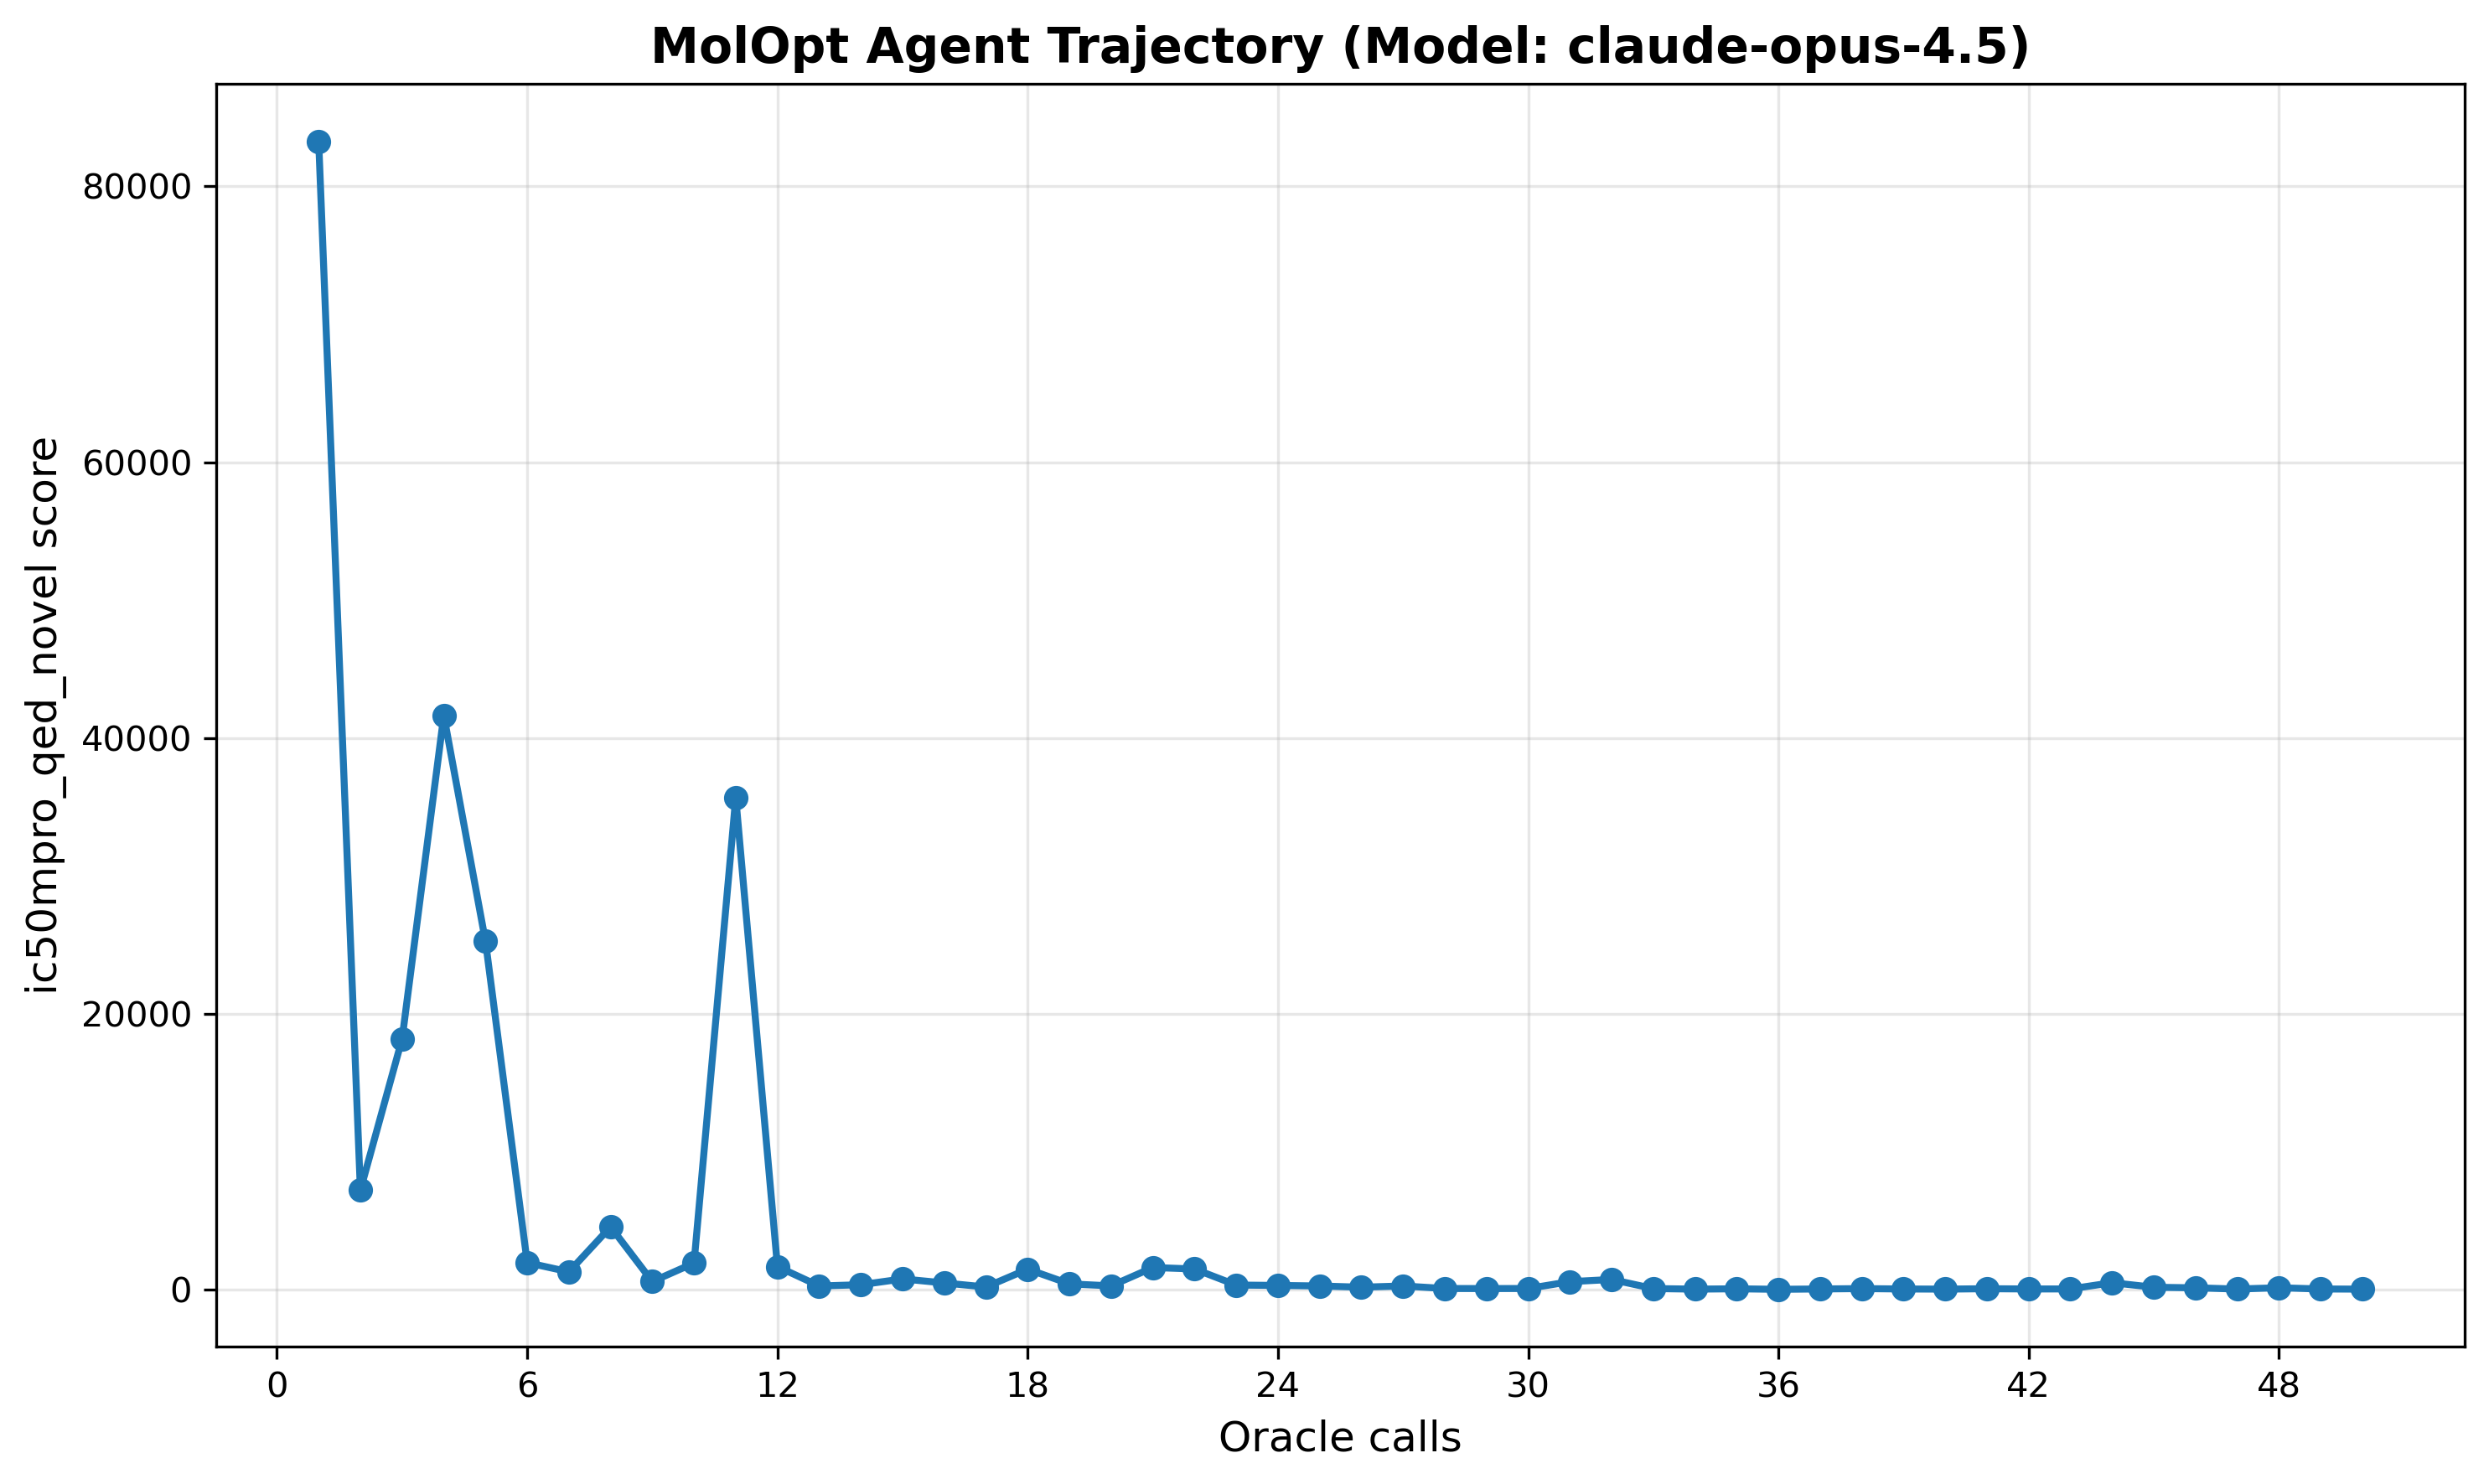 MolOpt Agent Trajectory (Model: claude-opus-4.5)
ic50mpro_qed_novel score
80000
60000
40000
20000
0
0 6 12 18 24 30 36 42 48
Oracle calls